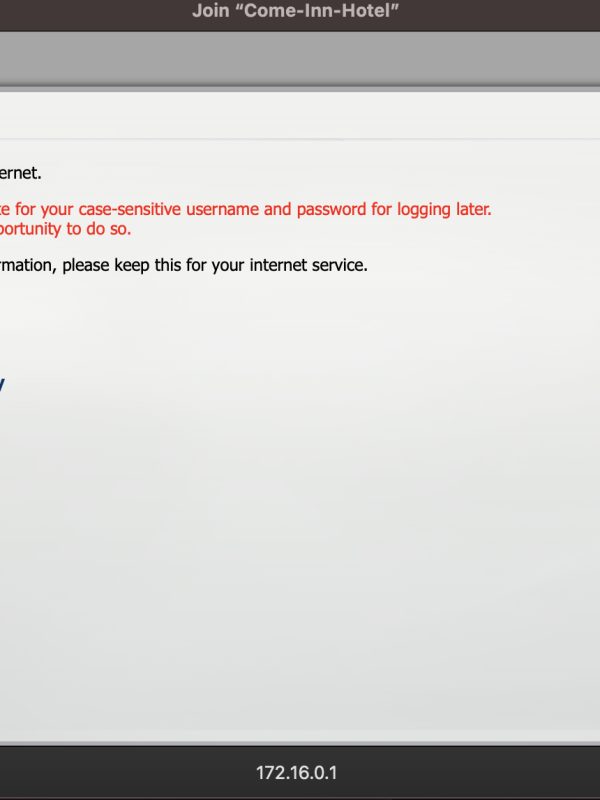 Join “Come-Inn-Hotel”
ernet.
e for your case-sensitive username and password for logging later.
portunity to do so.
rmation, please keep this for your internet service.
y
172.16.0.1